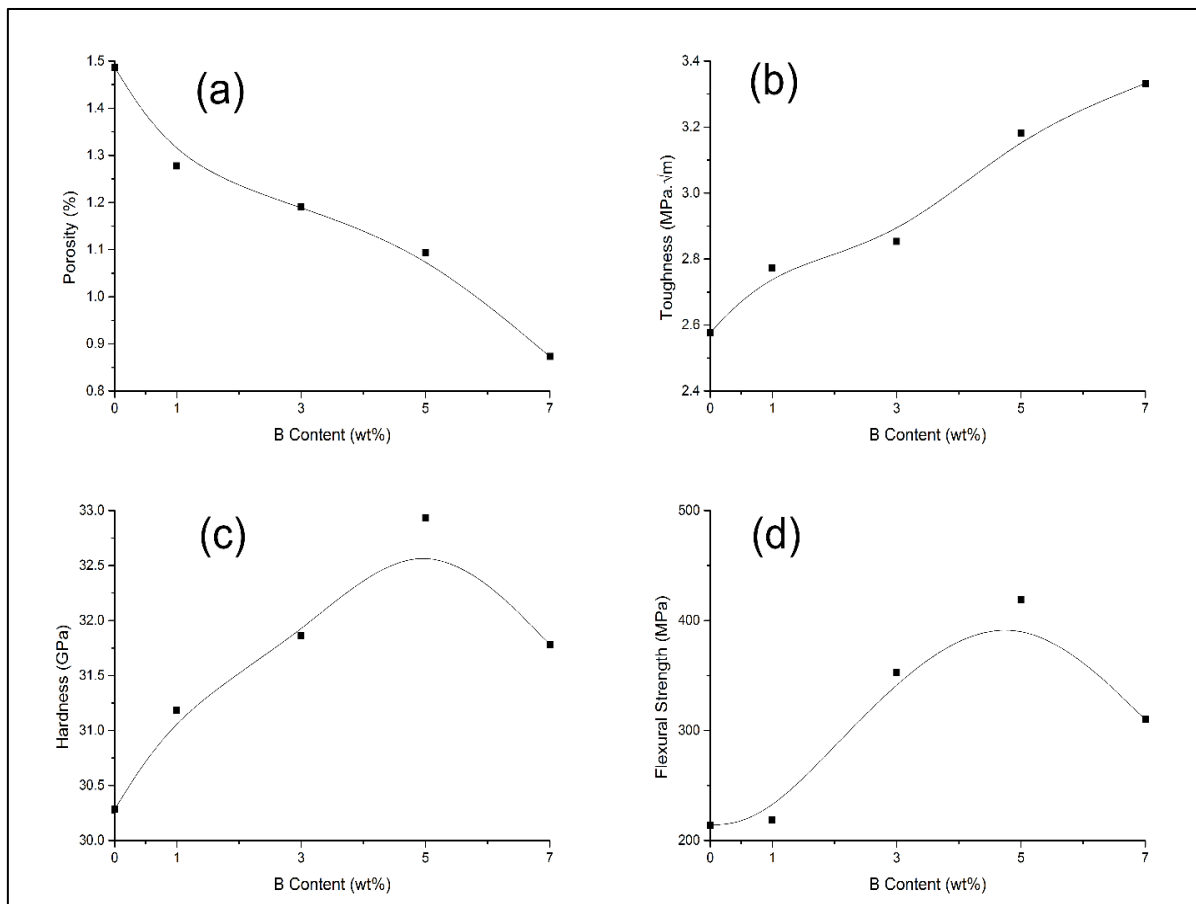 (a)
Porosity (%)
1.5
1.4
1.3
1.2
1.1
1.0
0.9
0.8
0 1 3 5 7
B Content (wt%)
(b)
Toughness (MPa.√m)
3.4
3.2
3.0
2.8
2.6
2.4
0 1 3 5 7
B Content (wt%)
(c)
Hardness (GPa)
33.0
32.5
32.0
31.5
31.0
30.5
30.0
0 1 3 5 7
B Content (wt%)
(d)
Flexural Strength (MPa)
500
400
300
200
0 1 3 5 7
B Content (wt%)